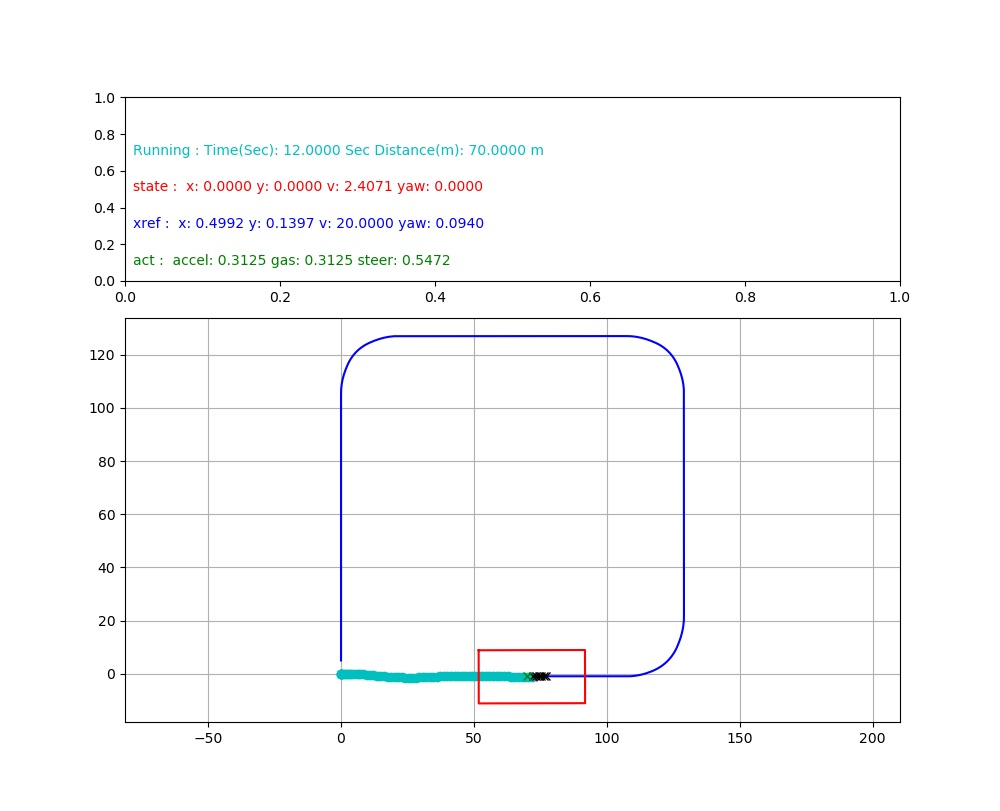 1.0
0.8
Running : Time(Sec): 12.0000 Sec Distance(m): 70.0000 m
0.6
state :  x: 0.0000 y: 0.0000 v: 2.4071 yaw: 0.0000
0.4
xref :  x: 0.4992 y: 0.1397 v: 20.0000 yaw: 0.0940
0.2
act :  accel: 0.3125 gas: 0.3125 steer: 0.5472
0.0
0.0 0.2 0.4 0.6 0.8 1.0
120
100
80
60
40
20
0
−50 0 50 100 150 200